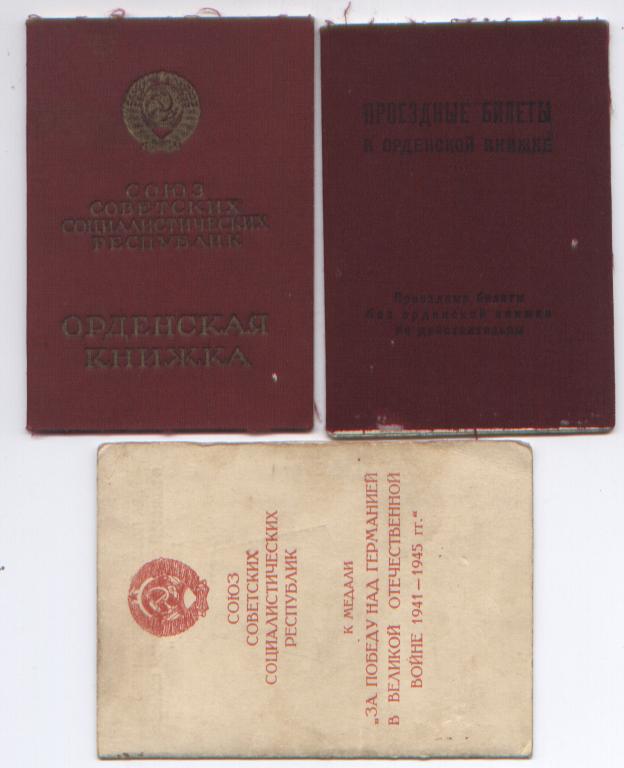 СОЮЗ
СОВЕТСКИХ
СОЦИАЛИСТИЧЕСКИХ
РЕСПУБЛИК
ОРДЕНСКАЯ
КНИЖКА
ПРОЕЗДНЫЕ БИЛЕТЫ
К ОРДЕНСКОЙ КНИЖКЕ
Проездные билеты
без орденской книжки
не действительны
СОЮЗ
СОВЕТСКИХ
СОЦИАЛИСТИЧЕСКИХ
РЕСПУБЛИК
К МЕДАЛИ
„ЗА ПОБЕДУ НАД ГЕРМАНИЕЙ
В ВЕЛИКОЙ ОТЕЧЕСТВЕННОЙ
ВОЙНЕ 1941—1945 гг.“